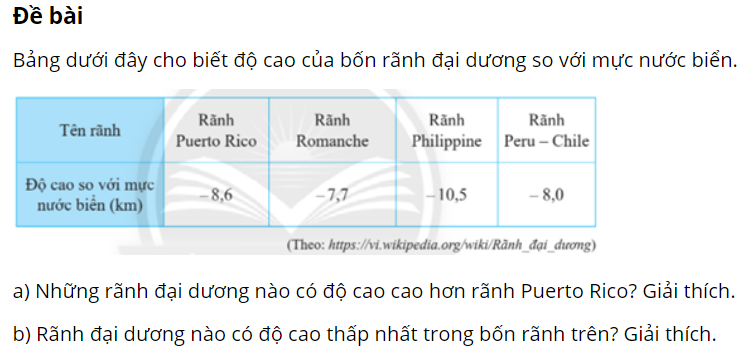 Đề bài
Bảng dưới đây cho biết độ cao của bốn rãnh đại dương so với mực nước biển.
Tên rãnh
Rãnh Puerto Rico
Rãnh Romanche
Rãnh Philippine
Rãnh Peru – Chile
Độ cao so với mực nước biển (km)
– 8,6
– 7,7
– 10,5
– 8,0
(Theo: https://vi.wikipedia.org/wiki/Rãnh_đại_dương)
a) Những rãnh đại dương nào có độ cao cao hơn rãnh Puerto Rico? Giải thích.
b) Rãnh đại dương nào có độ cao thấp nhất trong bốn rãnh trên? Giải thích.